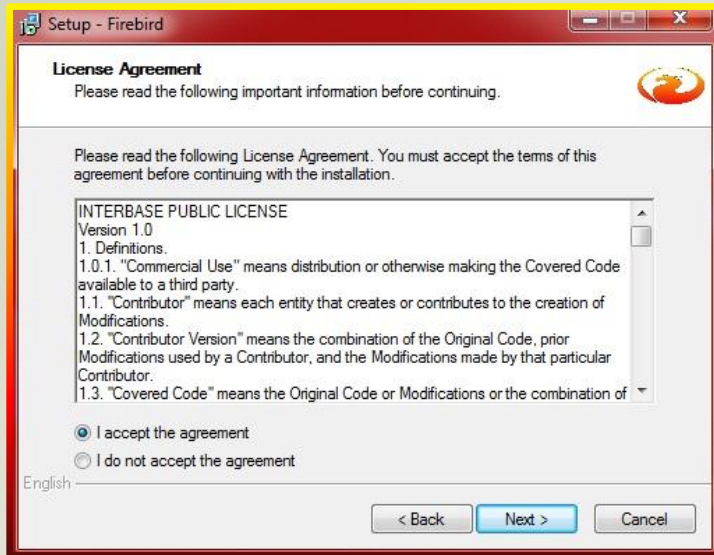 Setup - Firebird
License Agreement
Please read the following important information before continuing.
Please read the following License Agreement. You must accept the terms of this
agreement before continuing with the installation.
INTERBASE PUBLIC LICENSE
Version 1.0
1. Definitions.
1.0.1. "Commercial Use" means distribution or otherwise making the Covered Code
available to a third party.
1.1. "Contributor" means each entity that creates or contributes to the creation of
Modifications.
1.2. "Contributor Version" means the combination of the Original Code, prior
Modifications used by a Contributor, and the Modifications made by that particular
Contributor.
1.3. "Covered Code" means the Original Code or Modifications or the combination of
I accept the agreement
I do not accept the agreement
English
< Back Next > Cancel